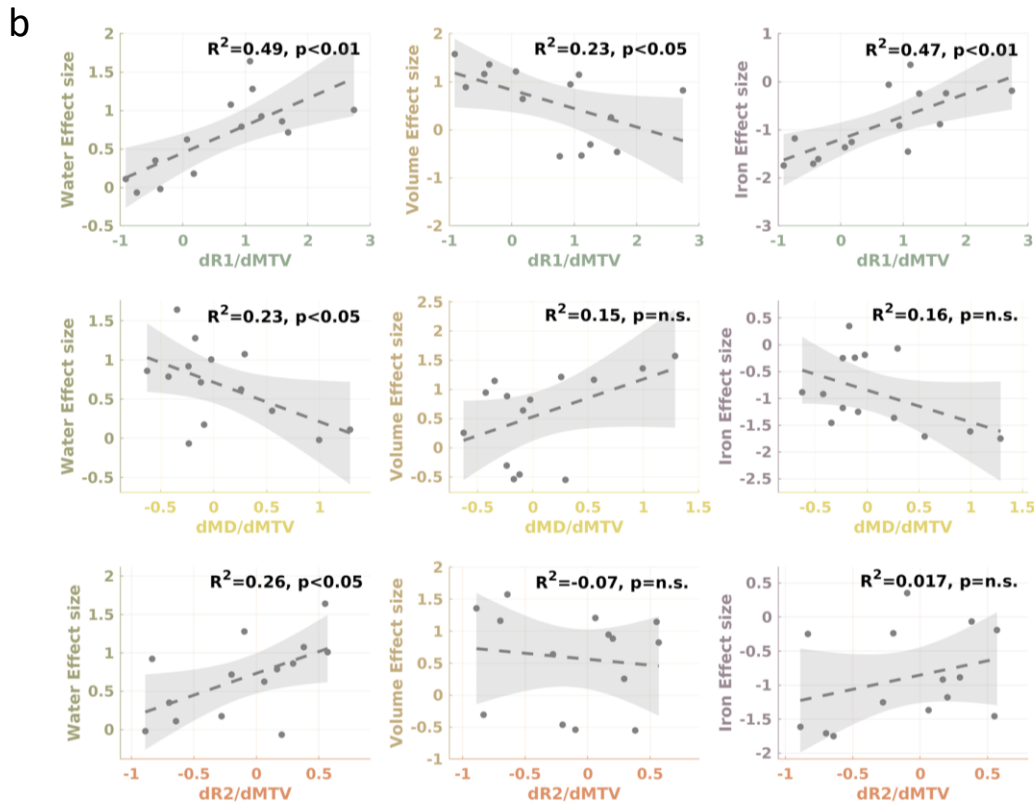 b
R²=0.49, p<0.01
Water Effect size
2
1.5
1
0.5
0
-0.5
-1 0 1 2 3
dR1/dMTV
R²=0.23, p<0.05
Volume Effect size
2
1
0
-1
-2
-1 0 1 2 3
dR1/dMTV
R²=0.47, p<0.01
Iron Effect size
1
0
-1
-2
-3
-1 0 1 2 3
dR1/dMTV
R²=0.23, p<0.05
Water Effect size
1.5
1
0.5
0
-0.5
-0.5 0 0.5 1
dMD/dMTV
R²=0.15, p=n.s.
Volume Effect size
2.5
2
1.5
1
0.5
0
-0.5
-0.5 0 0.5 1 1.5
dMD/dMTV
R²=0.16, p=n.s.
Iron Effect size
0.5
0
-0.5
-1
-1.5
-2
-2.5
-0.5 0 0.5 1 1.5
dMD/dMTV
R²=0.26, p<0.05
Water Effect size
2
1.5
1
0.5
0
-1 -0.5 0 0.5
dR2/dMTV
R²=-0.07, p=n.s.
Volume Effect size
2
1.5
1
0.5
0
-0.5
-1
-1 -0.5 0 0.5
dR2/dMTV
R²=0.017, p=n.s.
Iron Effect size
0.5
0
-0.5
-1
-1.5
-2
-1 -0.5 0 0.5
dR2/dMTV